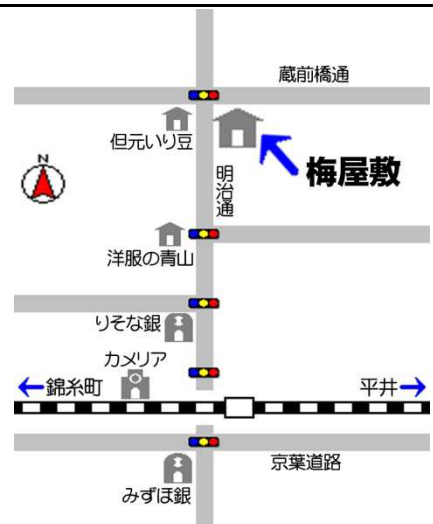 蔵前橋通
但元いり豆
梅屋敷
N
明治通
洋服の青山
りそな銀
カメリア
←錦糸町
平井→
京葉道路
みずほ銀